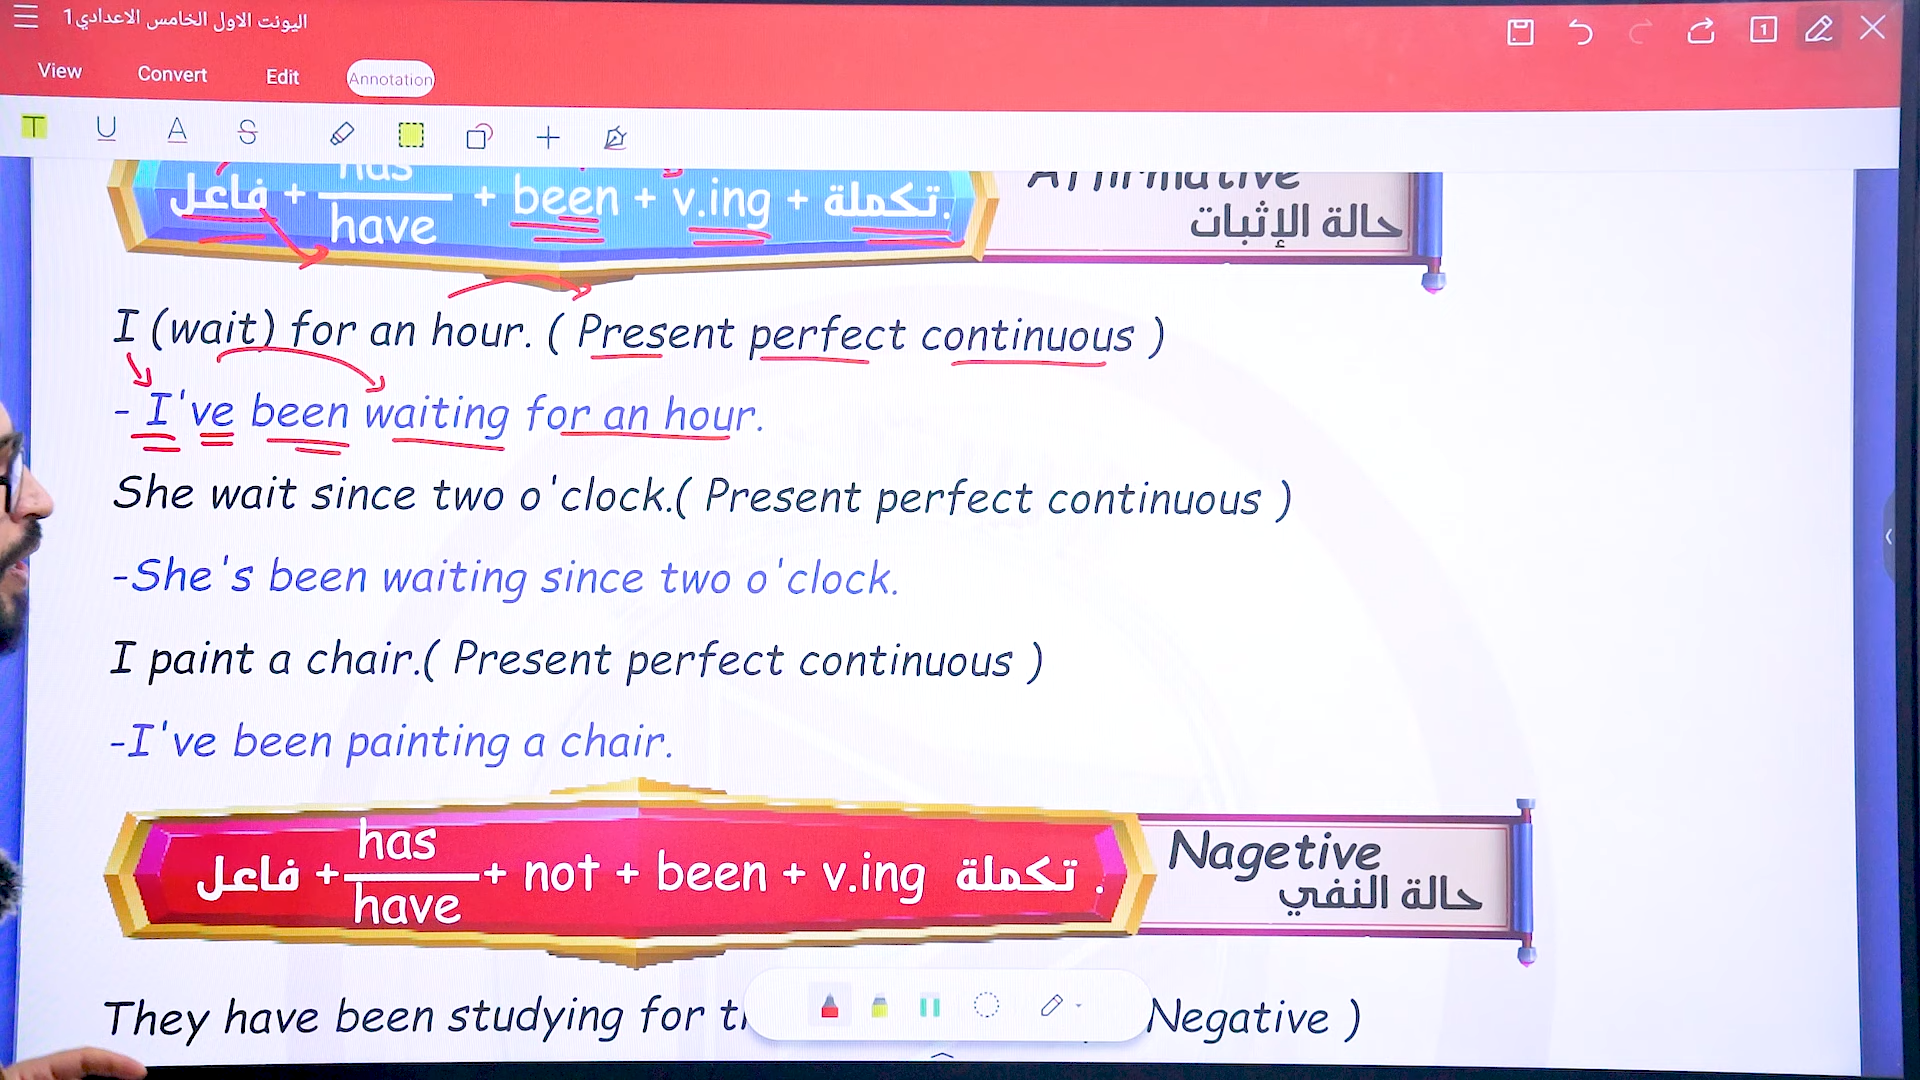 اليونت الاول الخامس الاعدادي1
1
View Convert Edit Annotation
T U A S
فاعل + has / have + been + v.ing + تكملة.
Affirmative
حالة الإثبات
I (wait) for an hour. ( Present perfect continuous )
- I've been waiting for an hour.
She wait since two o'clock.( Present perfect continuous )
-She's been waiting since two o'clock.
I paint a chair.( Present perfect continuous )
-I've been painting a chair.
فاعل + has / have + not + been + v.ing تكملة .
Nagetive
حالة النفي
They have been studying for Negative )